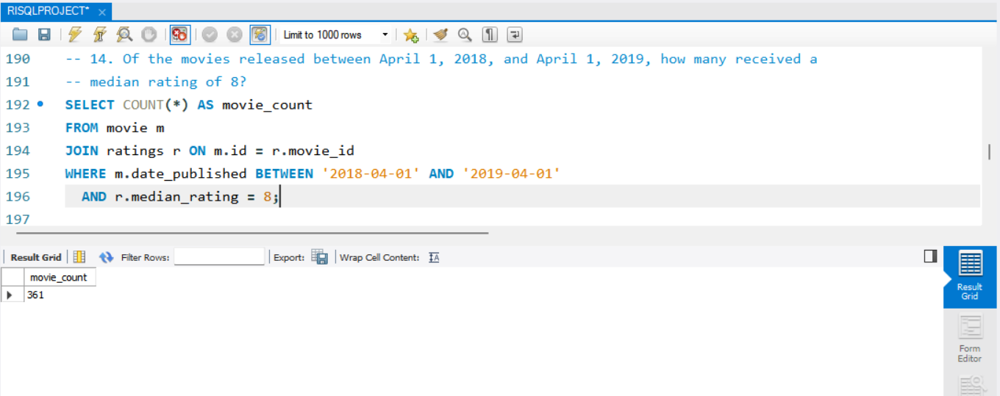 RISQLPROJECT* ×
Limit to 1000 rows
190 -- 14. Of the movies released between April 1, 2018, and April 1, 2019, how many received a
191 -- median rating of 8?
192 SELECT COUNT(*) AS movie_count
193 FROM movie m
194 JOIN ratings r ON m.id = r.movie_id
195 WHERE m.date_published BETWEEN '2018-04-01' AND '2019-04-01'
196 AND r.median_rating = 8;
197
Result Grid Filter Rows: Export: Wrap Cell Content:
movie_count
361
Result
Grid
Form
Editor